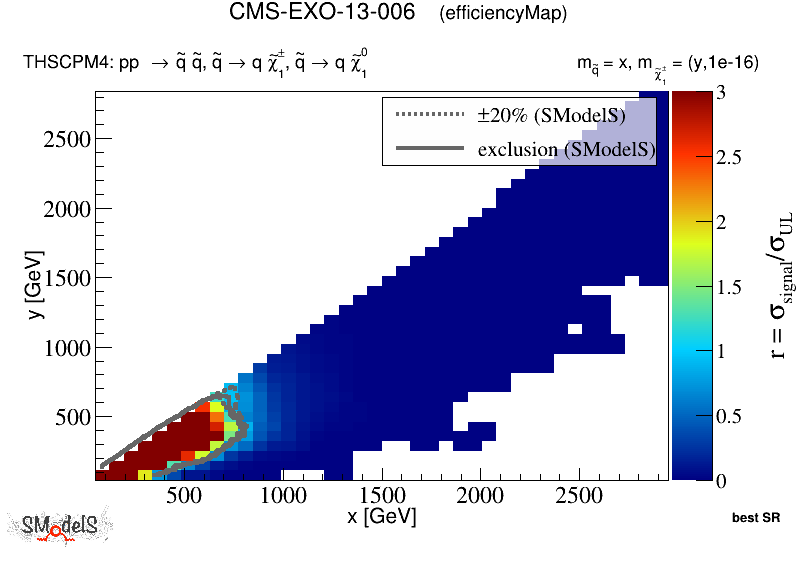 CMS-EXO-13-006 (efficiencyMap)
THSCPM4: pp → q̃ q̃, q̃ → q χ̃₁^±, q̃ → q χ̃₁^0
m_q̃ = x, m_χ̃₁^± = (y,1e-16)
±20% (SModelS)
exclusion (SModelS)
y [GeV]
2500
2000
1500
1000
500
500 1000 1500 2000 2500
x [GeV]
3
2.5
2
1.5
1
0.5
0
r = σ_signal/σ_UL
SModelS
best SR